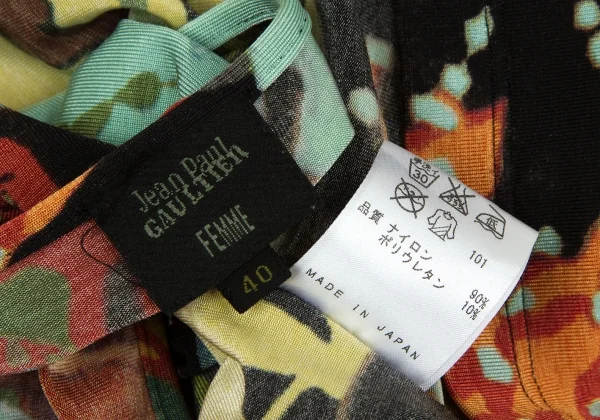 Jean Paul
GAULTIER
FEMME
40
30
品質 ナイロン 90%
ポリウレタン 10%
101
MADE IN JAPAN